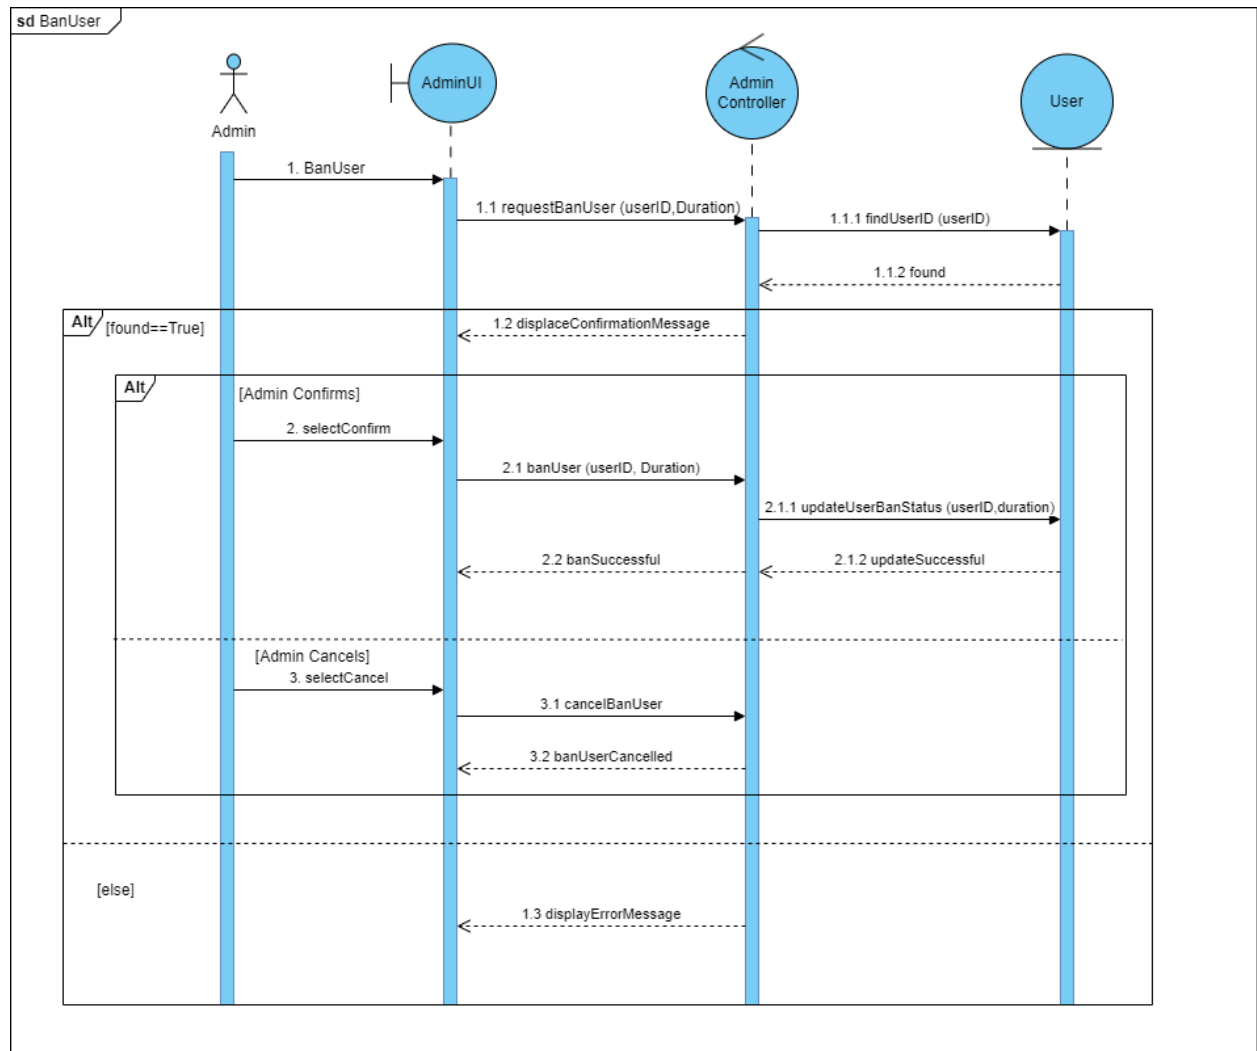 sd BanUser
AdminUI
Admin
Controller
User
Admin
1. BanUser
1.1 requestBanUser (userID,Duration)
1.1.1 findUserID (userID)
1.1.2 found
Alt
[found==True]
1.2 displaceConfirmationMessage
Alt
[Admin Confirms]
2. selectConfirm
2.1 banUser (userID, Duration)
2.1.1 updateUserBanStatus (userID,duration)
2.2 banSuccessful
2.1.2 updateSuccessful
[Admin Cancels]
3. selectCancel
3.1 cancelBanUser
3.2 banUserCancelled
[else]
1.3 displayErrorMessage